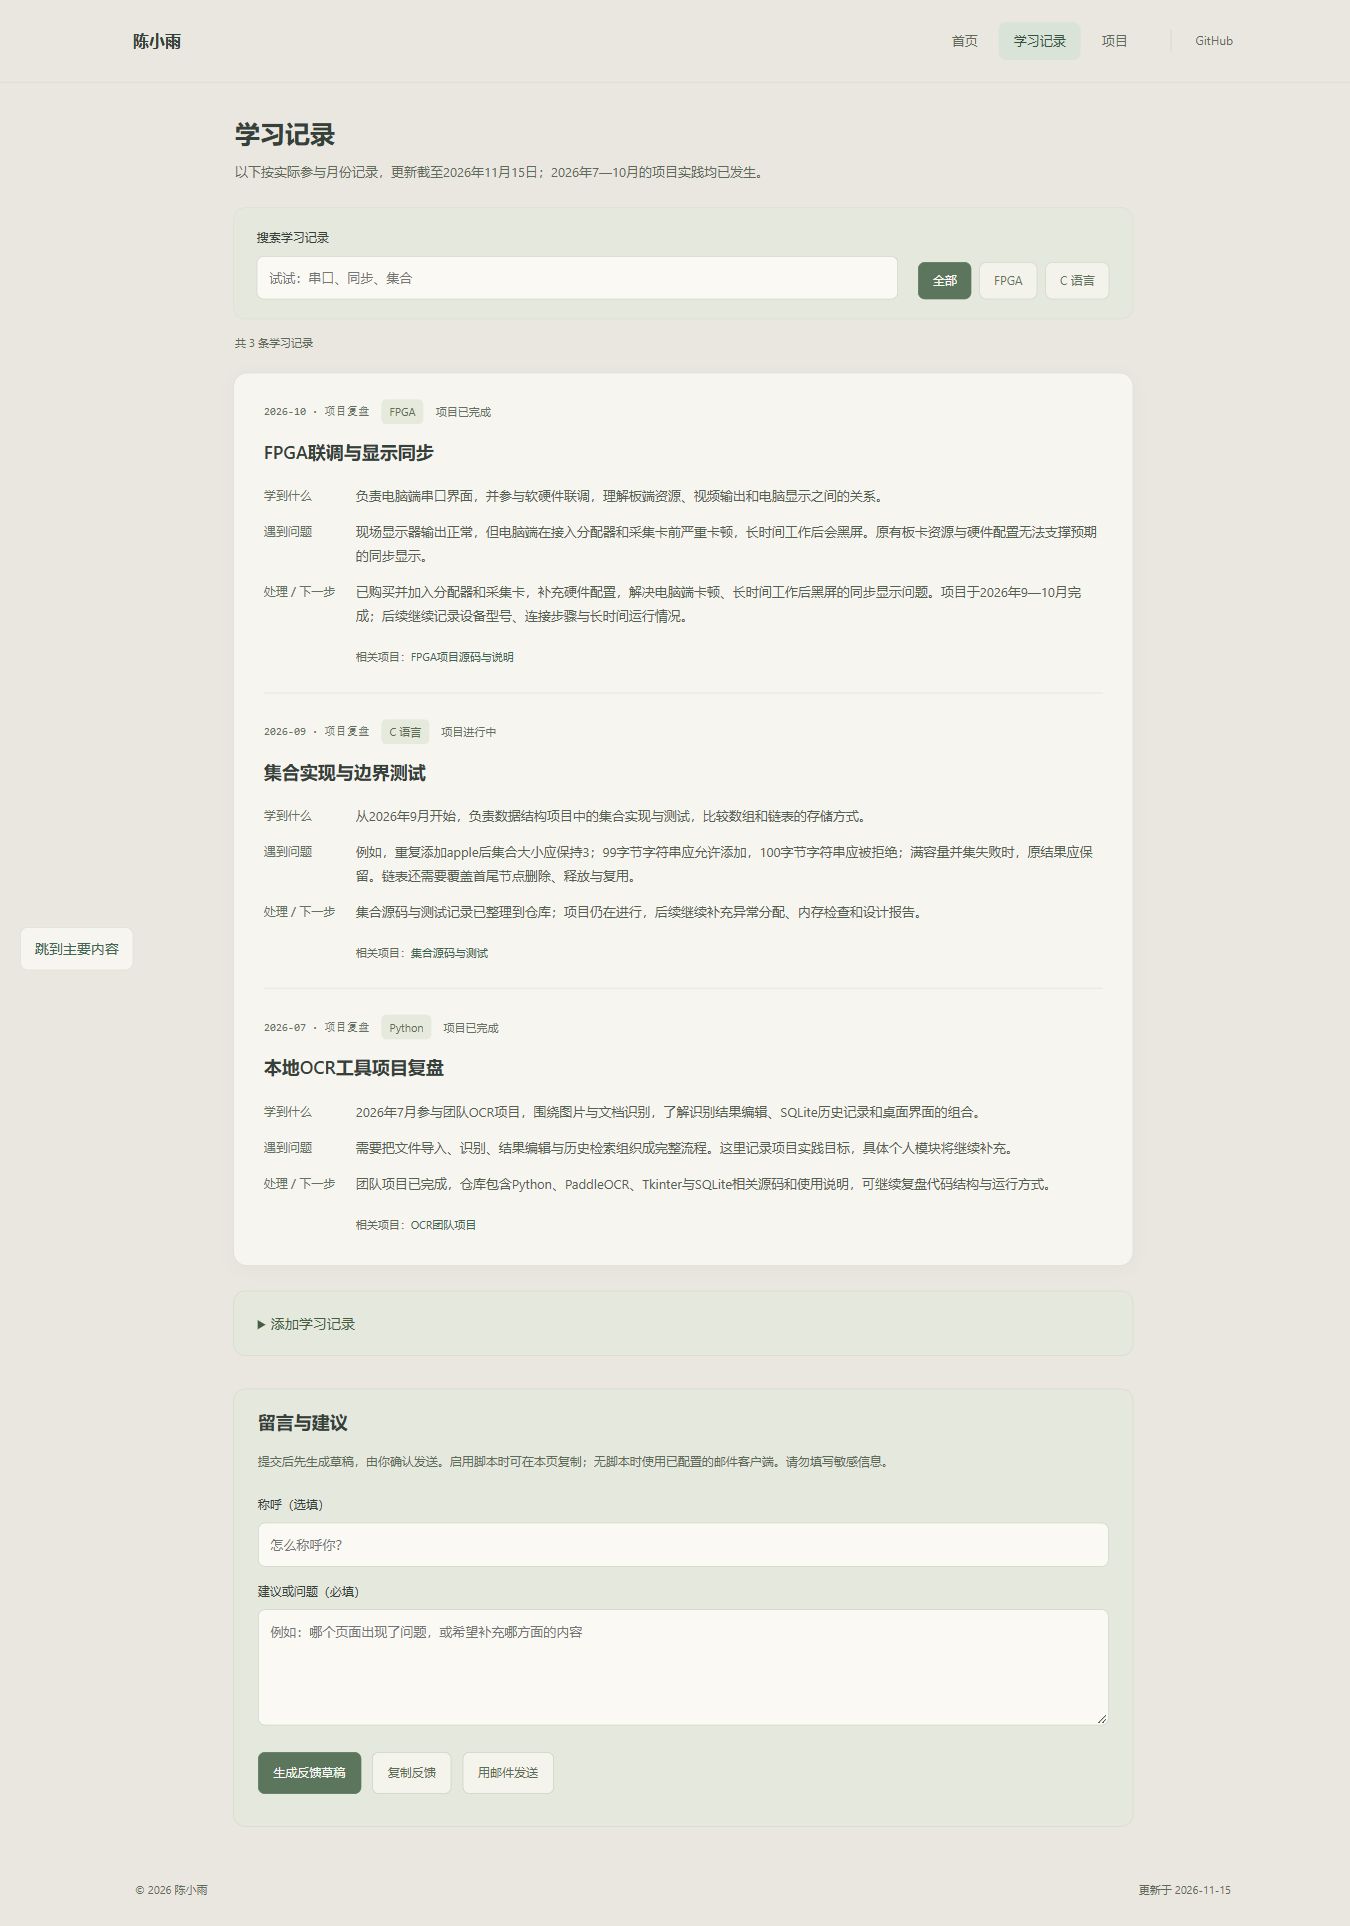 陈小雨
首页
学习记录
项目
GitHub
学习记录
以下按实际参与月份记录，更新截至2026年11月15日；2026年7—10月的项目实践均已发生。
搜索学习记录
试试：串口、同步、集合
全部
FPGA
C 语言
共 3 条学习记录
2026-10 · 项目复盘 FPGA 项目已完成
FPGA联调与显示同步
学到什么 负责电脑端串口界面，并参与软硬件联调，理解板端资源、视频输出和电脑显示之间的关系。
遇到问题 现场显示器输出正常，但电脑端在接入分配器和采集卡前严重卡顿，长时间工作后会黑屏。原有板卡资源与硬件配置无法支撑预期
的同步显示。
处理 / 下一步 已购买并加入分配器和采集卡，补充硬件配置，解决电脑端卡顿、长时间工作后黑屏的同步显示问题。项目于2026年9—10月完
成；后续继续记录设备型号、连接步骤与长时间运行情况。
相关项目：FPGA项目源码与说明
2026-09 · 项目复盘 C 语言 项目进行中
集合实现与边界测试
学到什么 从2026年9月开始，负责数据结构项目中的集合实现与测试，比较数组和链表的存储方式。
遇到问题 例如，重复添加apple后集合大小应保持3；99字节字符串应允许添加，100字节字符串应被拒绝；满容量并集失败时，原结果应保
留。链表还需要覆盖首尾节点删除、释放与复用。
处理 / 下一步 集合源码与测试记录已整理到仓库；项目仍在进行，后续继续补充异常分配、内存检查和设计报告。
跳到主要内容
相关项目：集合源码与测试
2026-07 · 项目复盘 Python 项目已完成
本地OCR工具项目复盘
学到什么 2026年7月参与团队OCR项目，围绕图片与文档识别，了解识别结果编辑、SQLite历史记录和桌面界面的组合。
遇到问题 需要把文件导入、识别、结果编辑与历史检索组织成完整流程。这里记录项目实践目标，具体个人模块将继续补充。
处理 / 下一步 团队项目已完成，仓库包含Python、PaddleOCR、Tkinter与SQLite相关源码和使用说明，可继续复盘代码结构与运行方式。
相关项目：OCR团队项目
▶ 添加学习记录
留言与建议
提交后先生成草稿，由你确认发送。启用脚本时可在本页复制；无脚本时使用已配置的邮件客户端。请勿填写敏感信息。
称呼（选填）
怎么称呼你？
建议或问题（必填）
例如：哪个页面出现了问题，或希望补充哪方面的内容
生成反馈草稿
复制反馈
用邮件发送
© 2026 陈小雨
更新于 2026-11-15